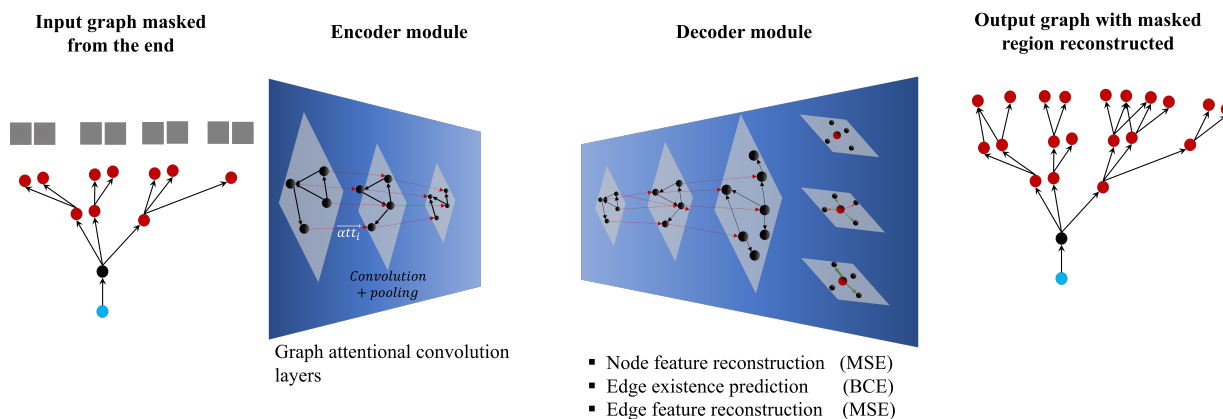 Input graph masked
from the end
Encoder module
Decoder module
Output graph with masked
region reconstructed
αtt_i
Convolution
+ pooling
Graph attentional convolution
layers
▪ Node feature reconstruction (MSE)
▪ Edge existence prediction (BCE)
▪ Edge feature reconstruction (MSE)